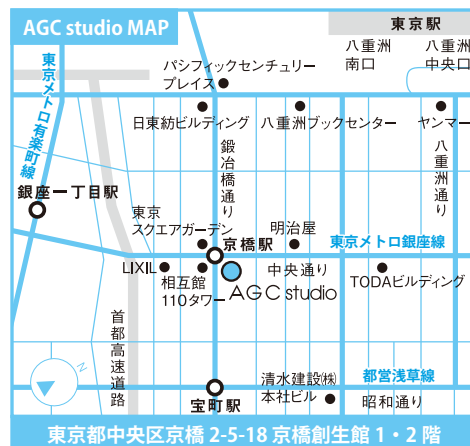 AGC studio MAP
東京駅
八重洲
南口
八重洲
中央口
東京メトロ有楽町線
パシフィックセンチュリー
プレイス
日東紡ビルディング
八重洲ブックセンター
ヤンマー
鍛冶橋通り
八重洲通り
銀座一丁目駅
東京
スクエアガーデン
京橋駅
明治屋
東京メトロ銀座線
LIXIL
相互館
110タワー
中央通り
AGC studio
TODAビルディング
首都高速道路
N
清水建設㈱
本社ビル
都営浅草線
宝町駅
昭和通り
東京都中央区京橋 2-5-18 京橋創生館 1・2 階